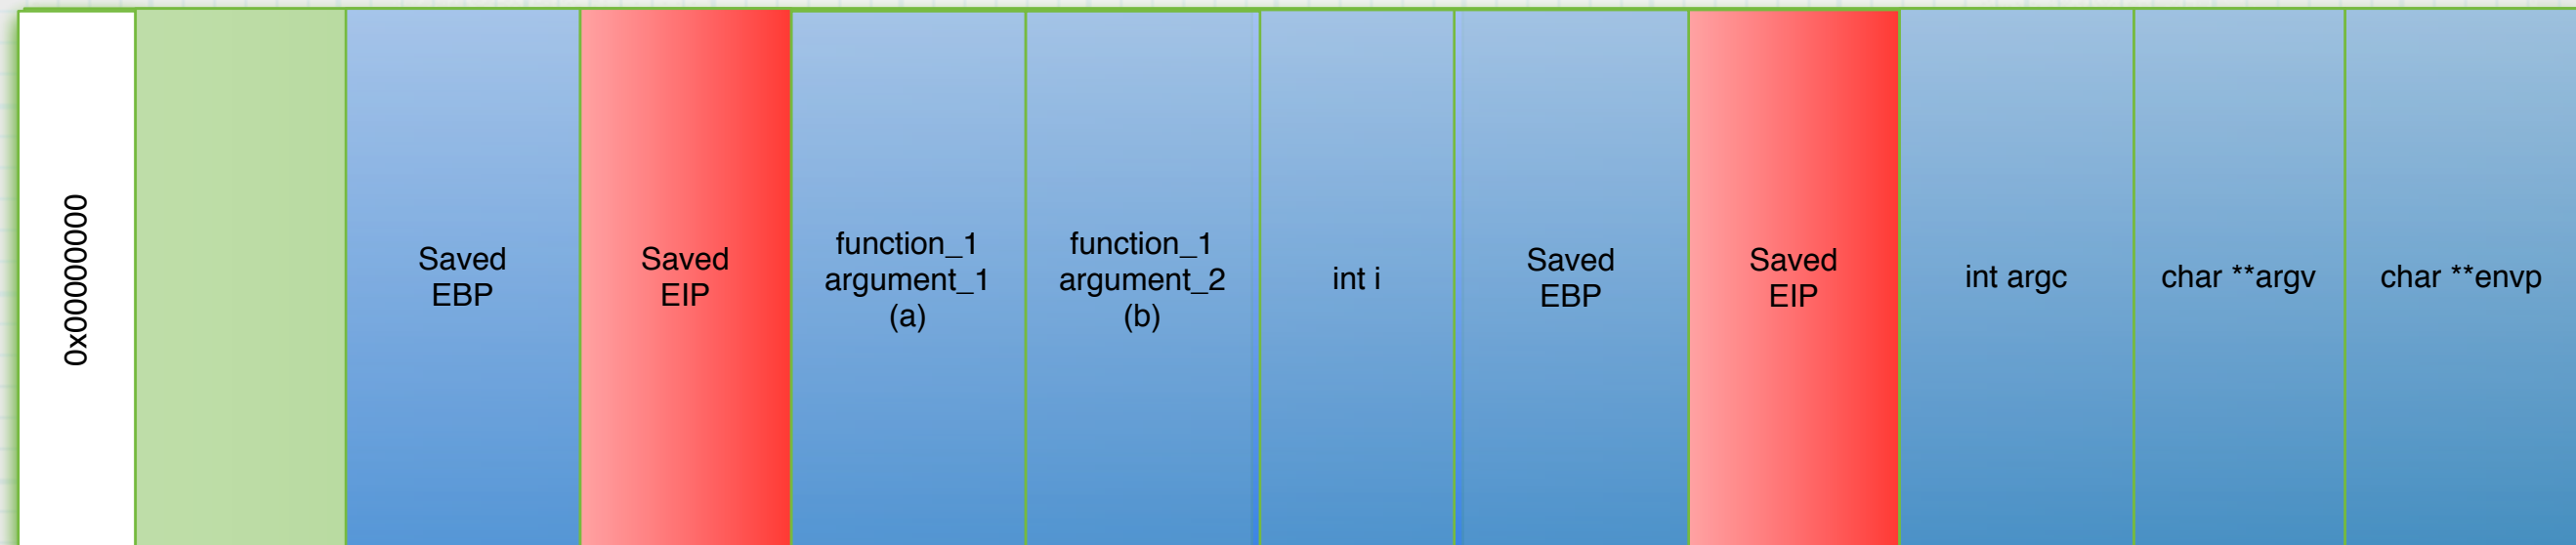 0x00000000
Saved
EBP
Saved
EIP
function_1
argument_1
(a)
function_1
argument_2
(b)
int i
Saved
EBP
Saved
EIP
int argc
char **argv
char **envp